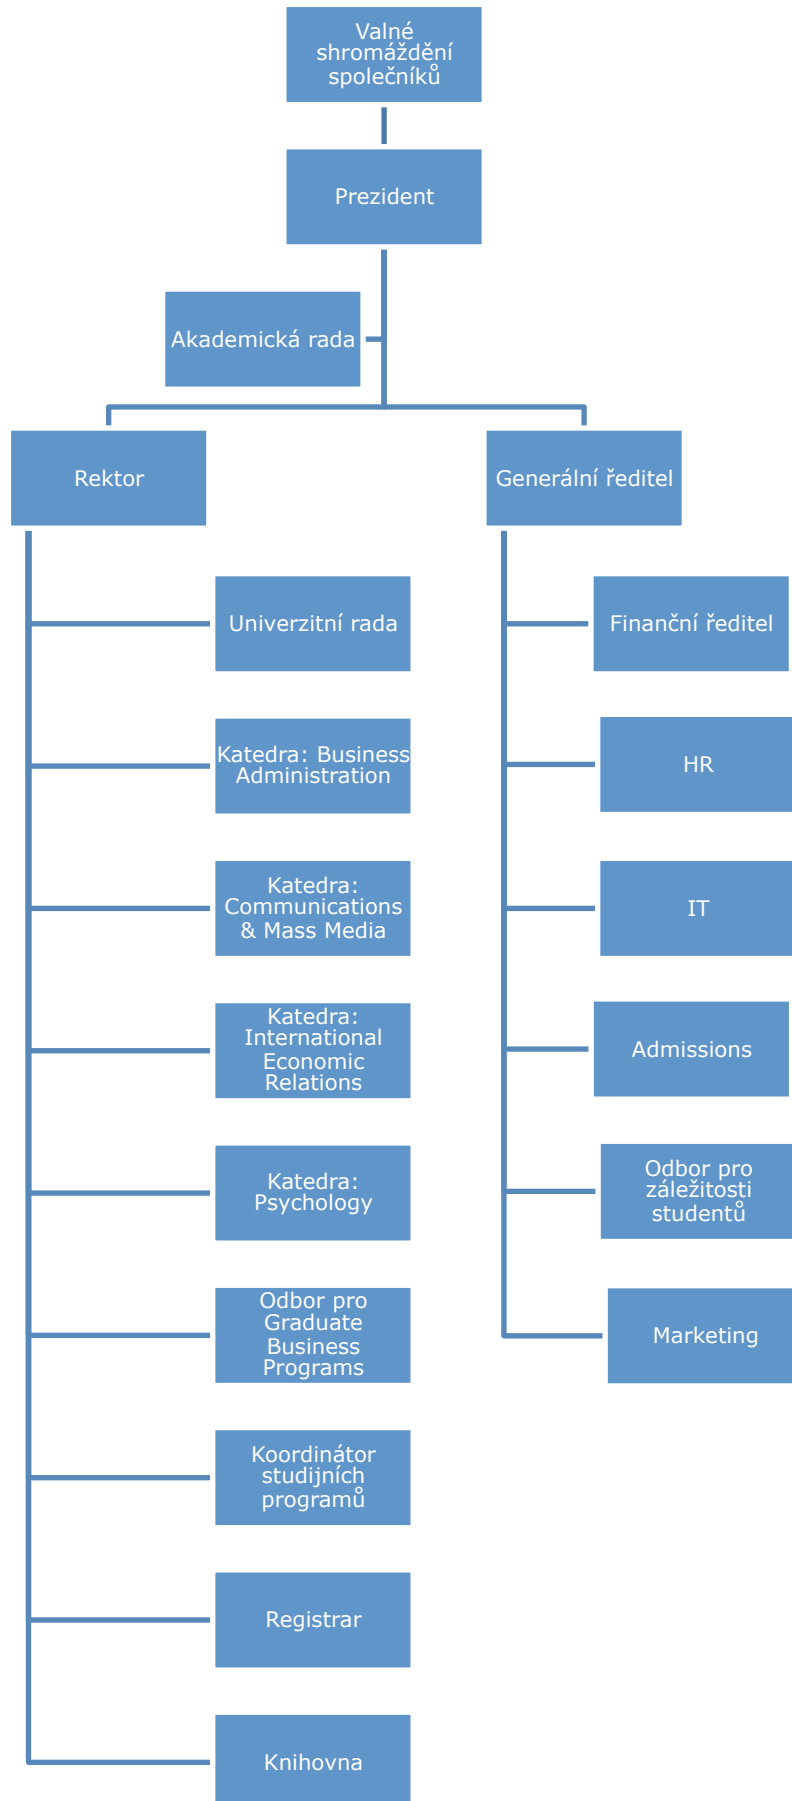 Valné
shromáždění
společníků
Prezident
Akademická rada
Rektor
Generální ředitel
Univerzitní rada
Katedra: Business
Administration
Katedra:
Communications
& Mass Media
Katedra:
International
Economic
Relations
Katedra:
Psychology
Odbor pro
Graduate
Business
Programs
Koordinátor
studijních
programů
Registrar
Knihovna
Finanční ředitel
HR
IT
Admissions
Odbor pro
záležitosti
studentů
Marketing